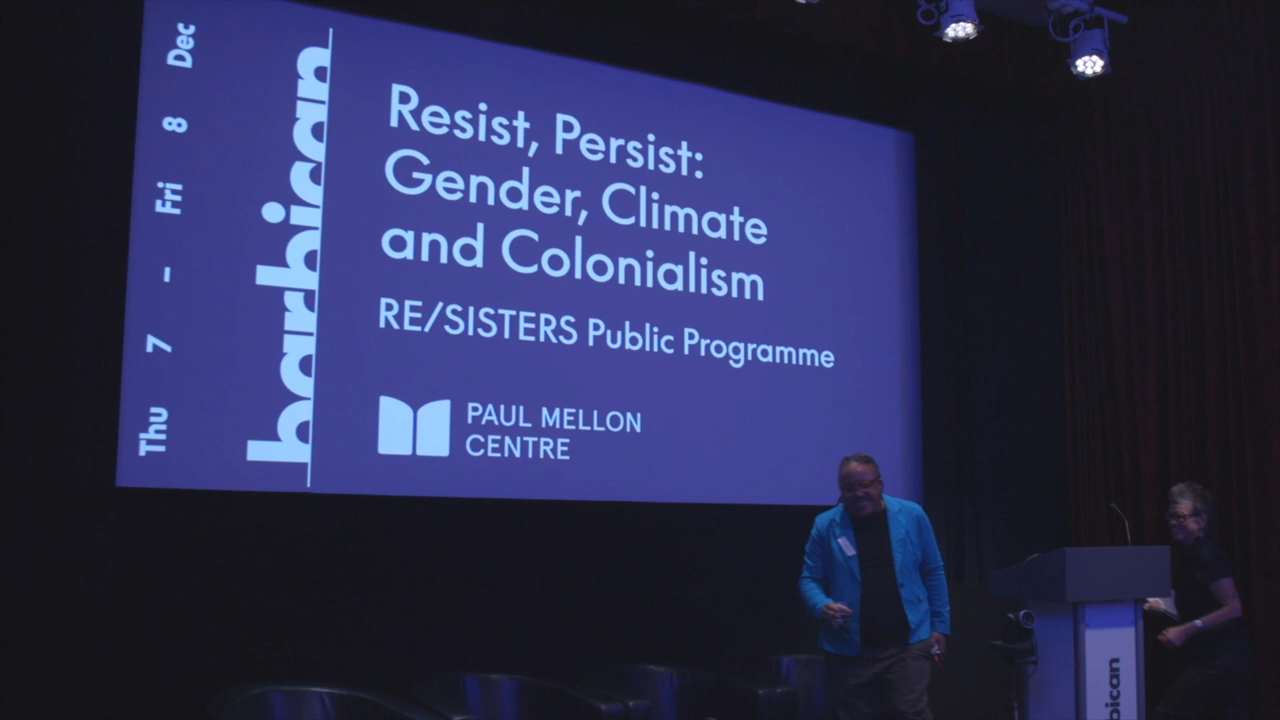 Thu 7 – Fri 8 Dec
barbican
Resist, Persist:
Gender, Climate
and Colonialism
RE/SISTERS Public Programme
PAUL MELLON
CENTRE
bican